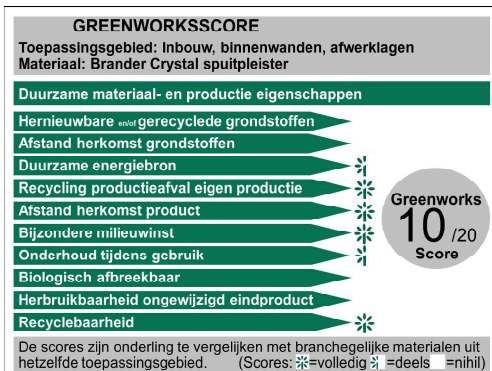 GREENWORKSSCORE
Toepassingsgebied: Inbouw, binnenwanden, afwerklagen
Materiaal: Brander Crystal spuitpleister
Duurzame materiaal- en productie eigenschappen
Hernieuwbare en/of gerecyclede grondstoffen
Afstand herkomst grondstoffen
Duurzame energiebron
Recycling productieafval eigen productie
Afstand herkomst product
Bijzondere milieuwinst
Onderhoud tijdens gebruik
Biologisch afbreekbaar
Herbruikbaarheid ongewijzigd eindproduct
Recyclebaarheid
Greenworks
10 /20
Score
De scores zijn onderling te vergelijken met branchegelijke materialen uit
hetzelfde toepassingsgebied. (Scores: =volledig =deels =nihil)